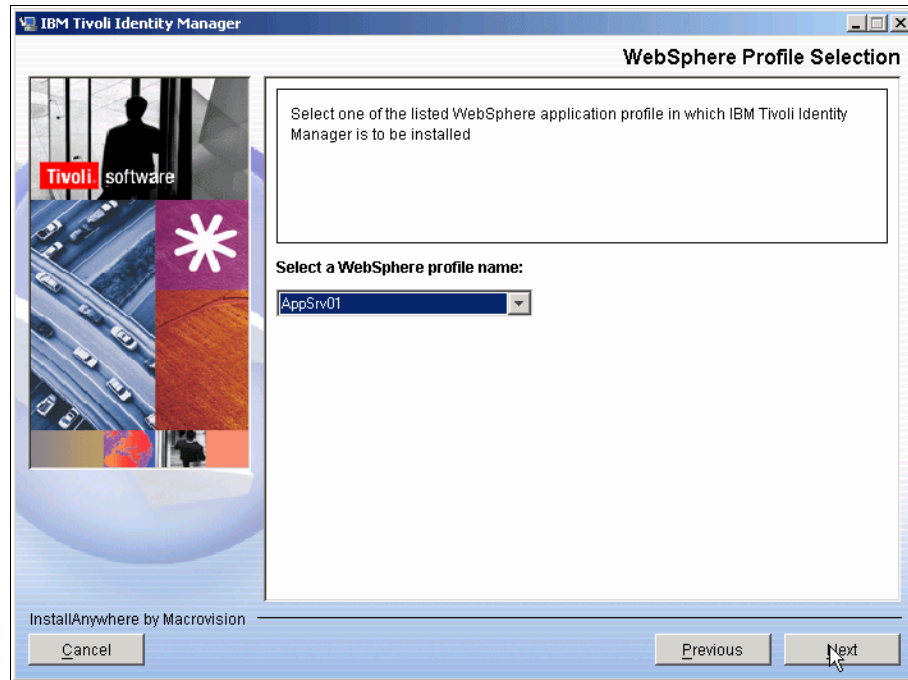 IBM Tivoli Identity Manager
WebSphere Profile Selection
Select one of the listed WebSphere application profile in which IBM Tivoli Identity
Manager is to be installed
Tivoli. software
Select a WebSphere profile name:
AppSrv01
InstallAnywhere by Macrovision
Cancel
Previous
Next